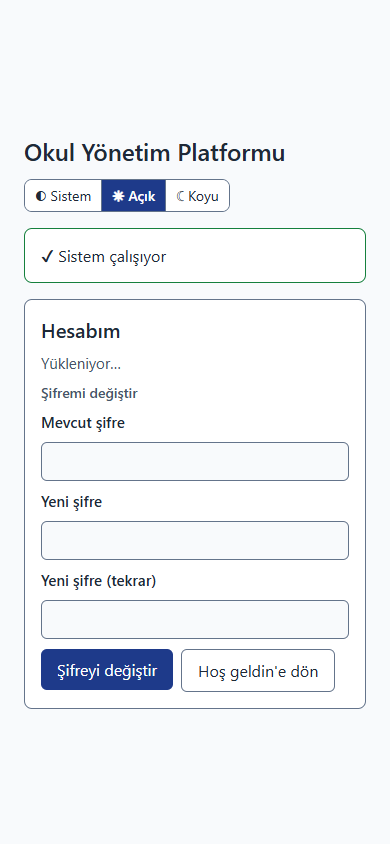 Okul Yönetim Platformu
Sistem Açık Koyu
✓ Sistem çalışıyor
Hesabım
Yükleniyor…
Şifremi değiştir
Mevcut şifre
Yeni şifre
Yeni şifre (tekrar)
Şifreyi değiştir Hoş geldin'e dön